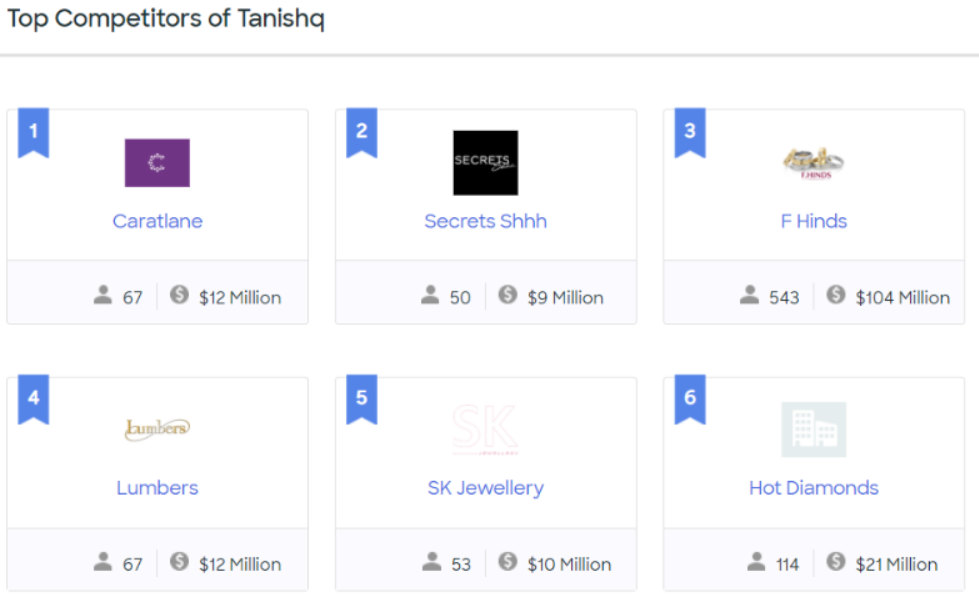 Top Competitors of Tanishq
1
2
3
SECRETS
Shhh
F.HINDS
Caratlane
Secrets Shhh
F Hinds
67
$12 Million
50
$9 Million
543
$104 Million
4
5
6
Lumbers
SK
JEWELLERY
Lumbers
SK Jewellery
Hot Diamonds
67
$12 Million
53
$10 Million
114
$21 Million